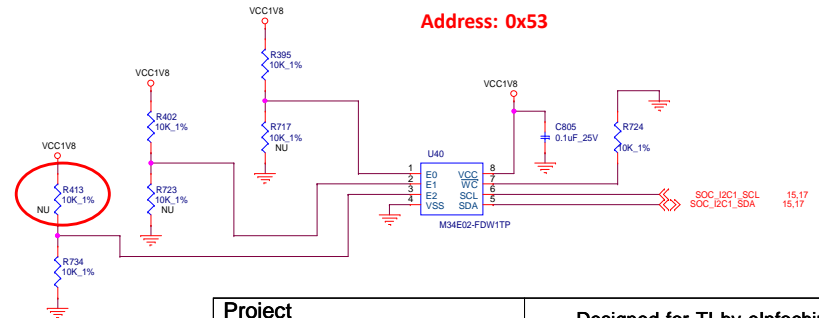 Address: 0x53
VCC1V8
R395
10K_1%
VCC1V8
VCC1V8
R402
10K_1%
R717
10K_1%
NU
C805
0.1uF_25V
R724
10K_1%
VCC1V8
U40
R413
10K_1%
NU
R723
10K_1%
NU
1
2
3
4
E0
E1
E2
VSS
VCC
WC
SCL
SDA
8
7
6
5
SOC_I2C1_SCL 15,17
SOC_I2C1_SDA 15,17
M34E02-FDW1TP
R734
10K_1%
Project
Designed for TI by eInfochi